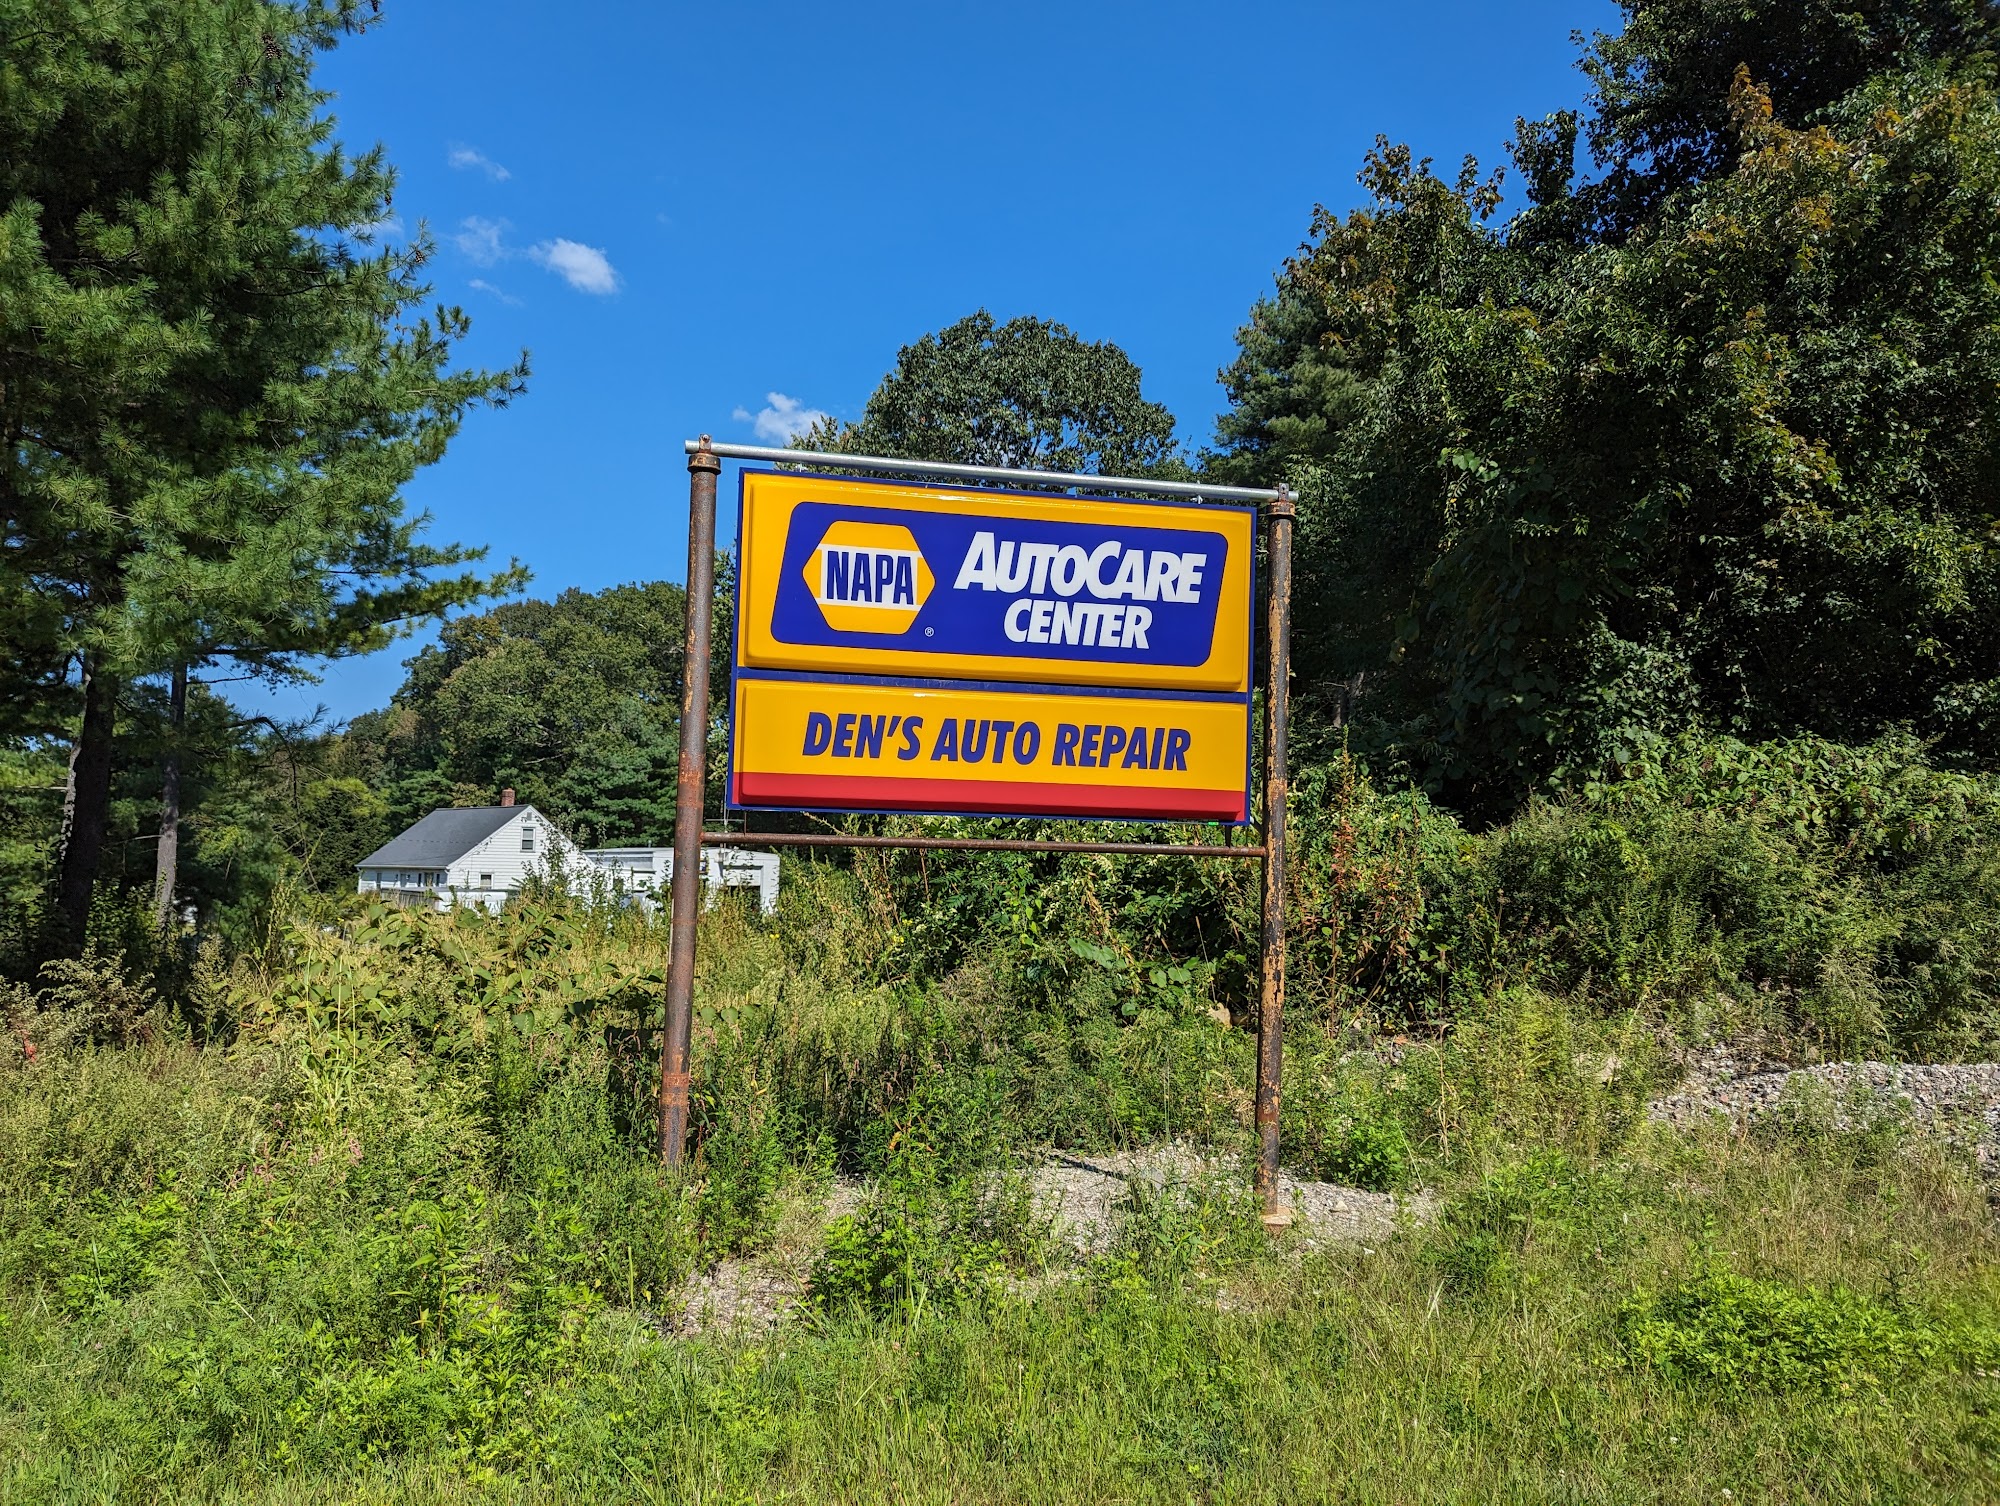 NAPA
®
AUTOCARE
CENTER
DEN'S AUTO REPAIR